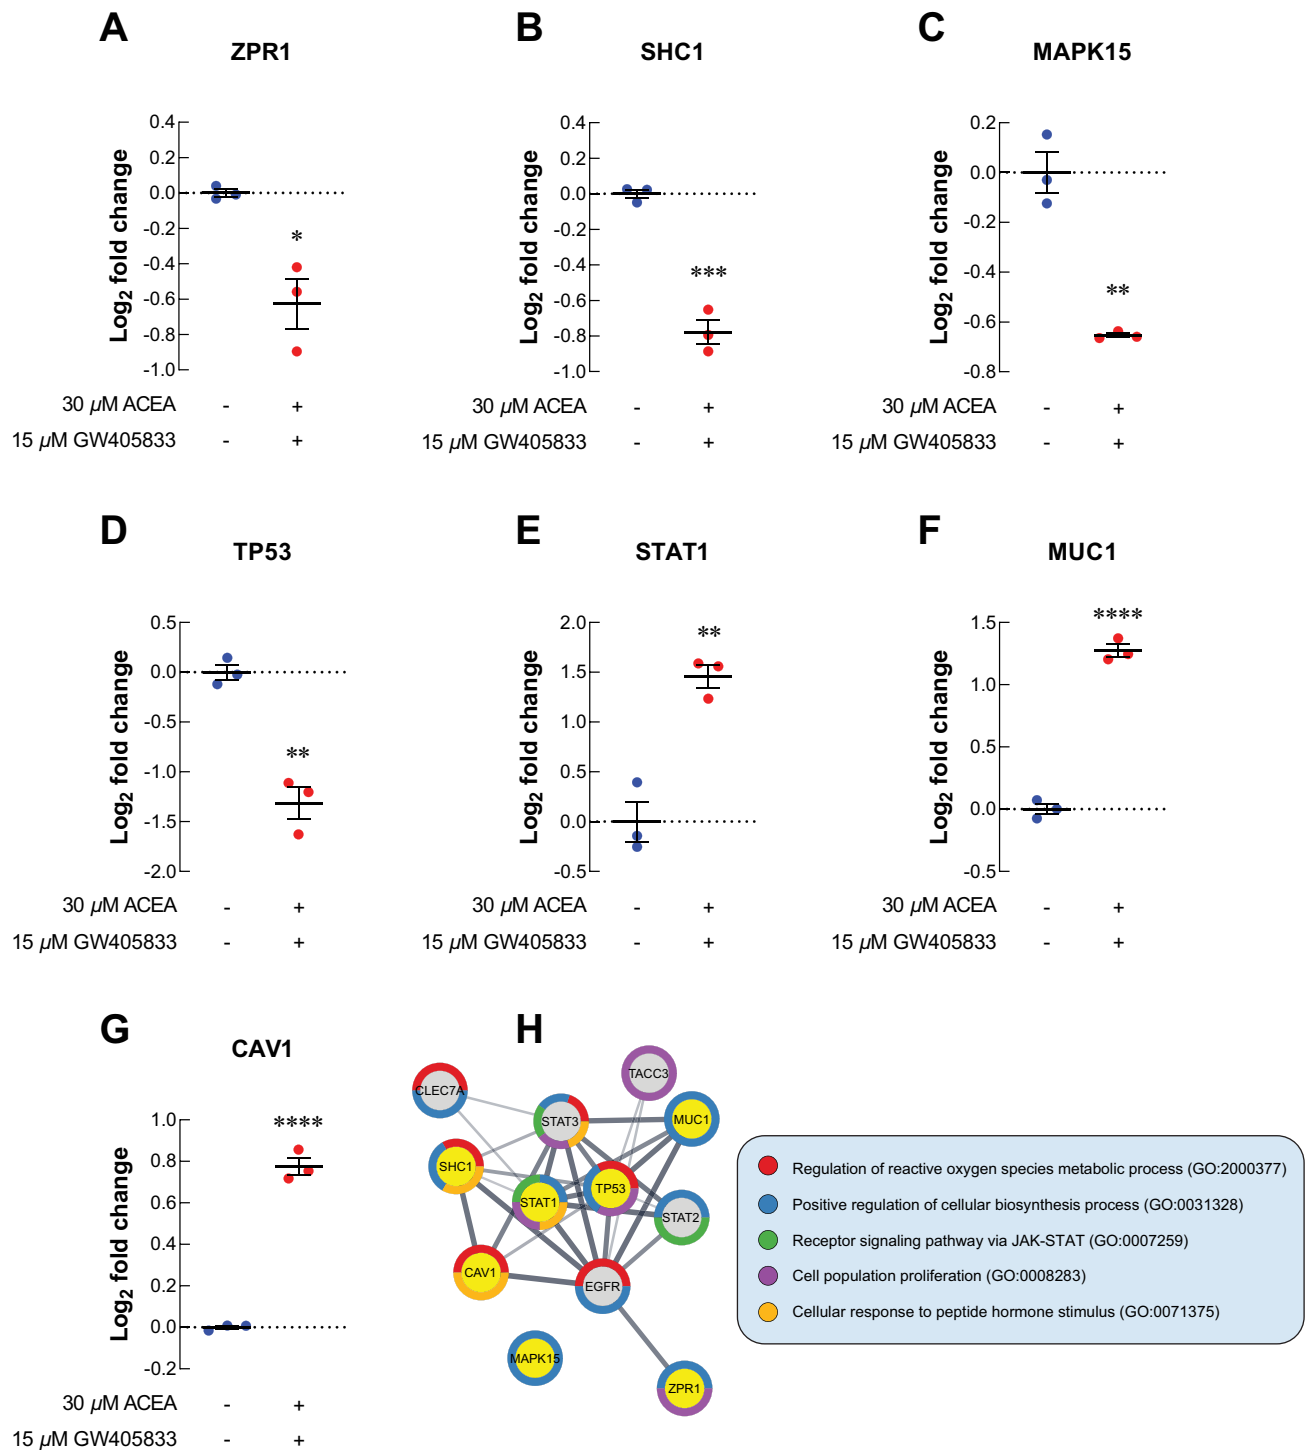 A
ZPR1
Log2 fold change
0.4
0.2
0.0
-0.2
-0.4
-0.6
-0.8
-1.0
*
30 µM ACEA - +
15 µM GW405833 - +
B
SHC1
Log2 fold change
0.4
0.2
0.0
-0.2
-0.4
-0.6
-0.8
-1.0
***
30 µM ACEA - +
15 µM GW405833 - +
C
MAPK15
Log2 fold change
0.2
0.0
-0.2
-0.4
-0.6
-0.8
**
30 µM ACEA - +
15 µM GW405833 - +
D
TP53
Log2 fold change
0.5
0.0
-0.5
-1.0
-1.5
-2.0
**
30 µM ACEA - +
15 µM GW405833 - +
E
STAT1
Log2 fold change
2.0
1.5
1.0
0.5
0.0
-0.5
**
30 µM ACEA - +
15 µM GW405833 - +
F
MUC1
Log2 fold change
1.5
1.0
0.5
0.0
-0.5
****
30 µM ACEA - +
15 µM GW405833 - +
G
CAV1
Log2 fold change
1.0
0.8
0.6
0.4
0.2
0.0
-0.2
****
30 µM ACEA - +
15 µM GW405833 - +
H
TACC3
CLEC7A
STAT3
MUC1
SHC1
TP53
STAT1
STAT2
CAV1
EGFR
MAPK15
ZPR1
Regulation of reactive oxygen species metabolic process (GO:2000377)
Positive regulation of cellular biosynthesis process (GO:0031328)
Receptor signaling pathway via JAK-STAT (GO:0007259)
Cell population proliferation (GO:0008283)
Cellular response to peptide hormone stimulus (GO:0071375)